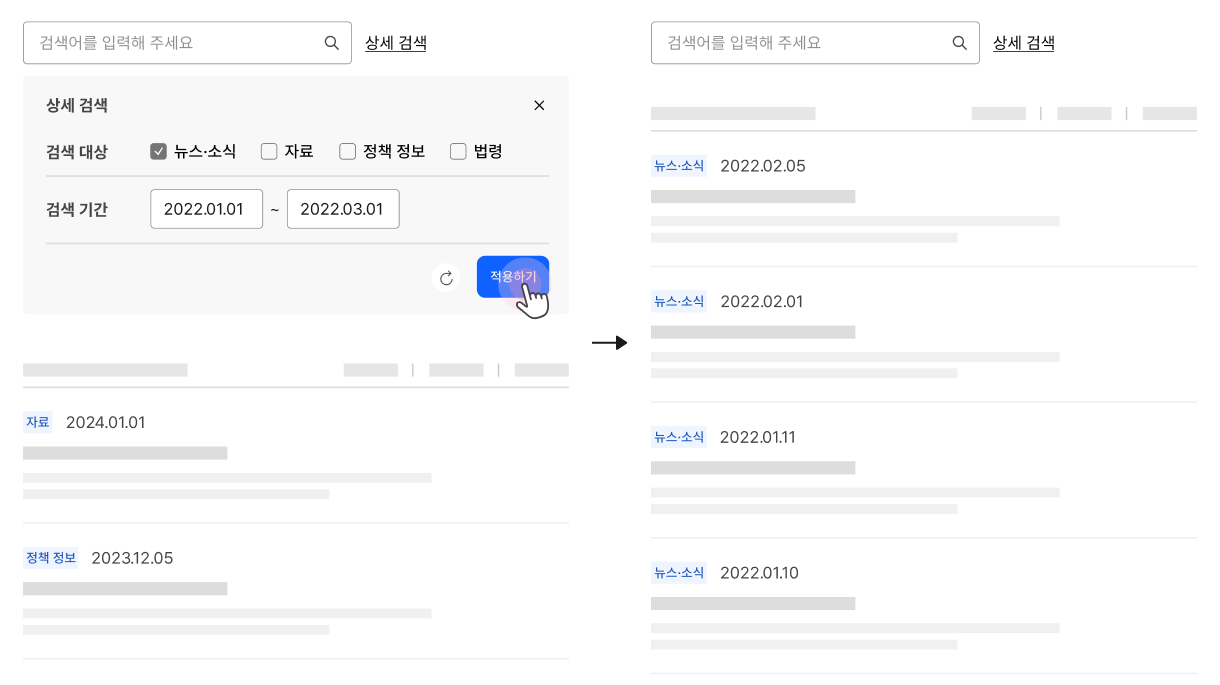 검색어를 입력해 주세요 상세 검색
상세 검색
검색 대상 뉴스·소식 자료 정책 정보 법령
검색 기간 2022.01.01 ~ 2022.03.01
적용하기
자료 2024.01.01
정책 정보 2023.12.05
검색어를 입력해 주세요 상세 검색
뉴스·소식 2022.02.05
뉴스·소식 2022.02.01
뉴스·소식 2022.01.11
뉴스·소식 2022.01.10